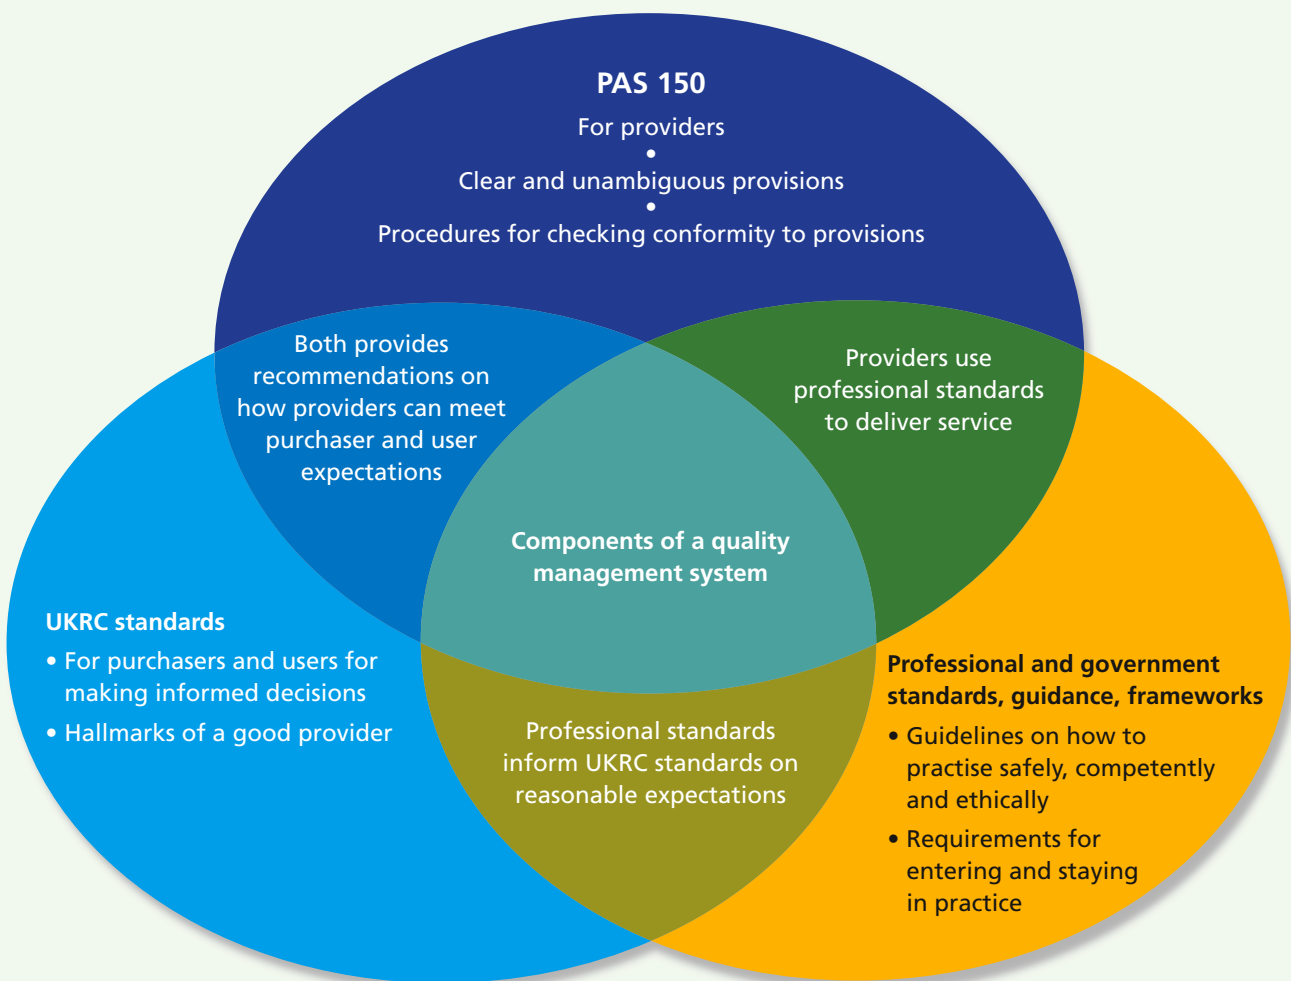 PAS 150
For providers
•
Clear and unambiguous provisions
•
Procedures for checking conformity to provisions
Both provides
recommendations on
how providers can meet
purchaser and user
expectations
Providers use
professional standards
to deliver service
Components of a quality
management system
UKRC standards
• For purchasers and users for
making informed decisions
• Hallmarks of a good provider
Professional standards
inform UKRC standards on
reasonable expectations
Professional and government
standards, guidance, frameworks
• Guidelines on how to
practise safely, competently
and ethically
• Requirements for
entering and staying
in practice